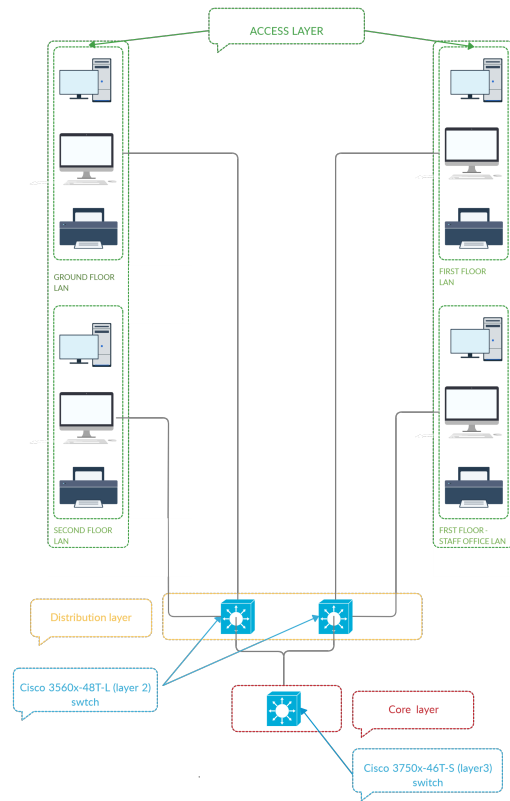 ACCESS LAYER
GROUND FLOOR
LAN
FIRST FLOOR
LAN
SECOND FLOOR
LAN
FRST FLOOR -
STAFF OFFICE LAN
Distribution layer
Cisco 3560x-48T-L (layer 2)
swtch
Core layer
Cisco 3750x-46T-S (layer3)
switch